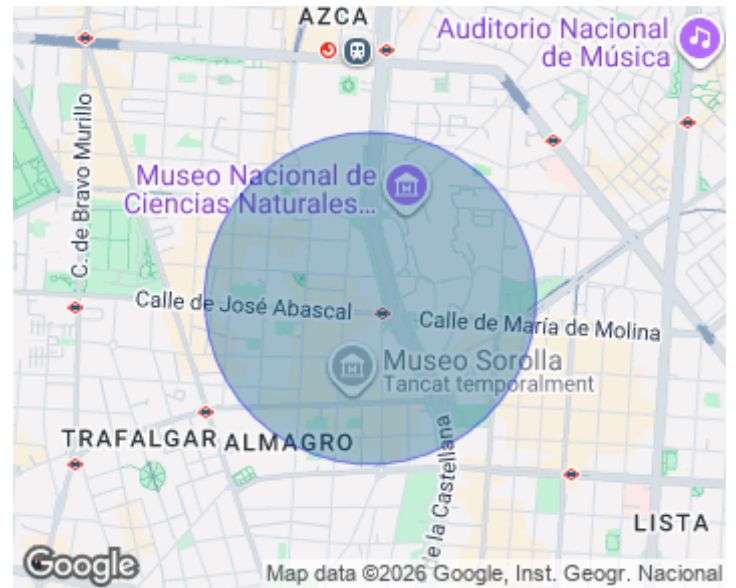 AZCA
Auditorio Nacional
de Música
C. de Bravo Murillo
Museo Nacional de
Ciencias Naturales...
Calle de José Abascal
Calle de María de Molina
Museo Sorolla
Tancat temporalment
TRAFALGAR
ALMAGRO
de la Castellana
LISTA
Google
Map data ©2026 Google, Inst. Geogr. Nacional